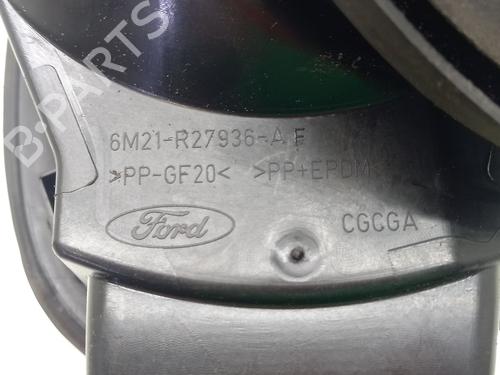 B-PARTS
6M21-R27936-A F
>PP-GF20< >PP+EPDM
Ford CGCGA